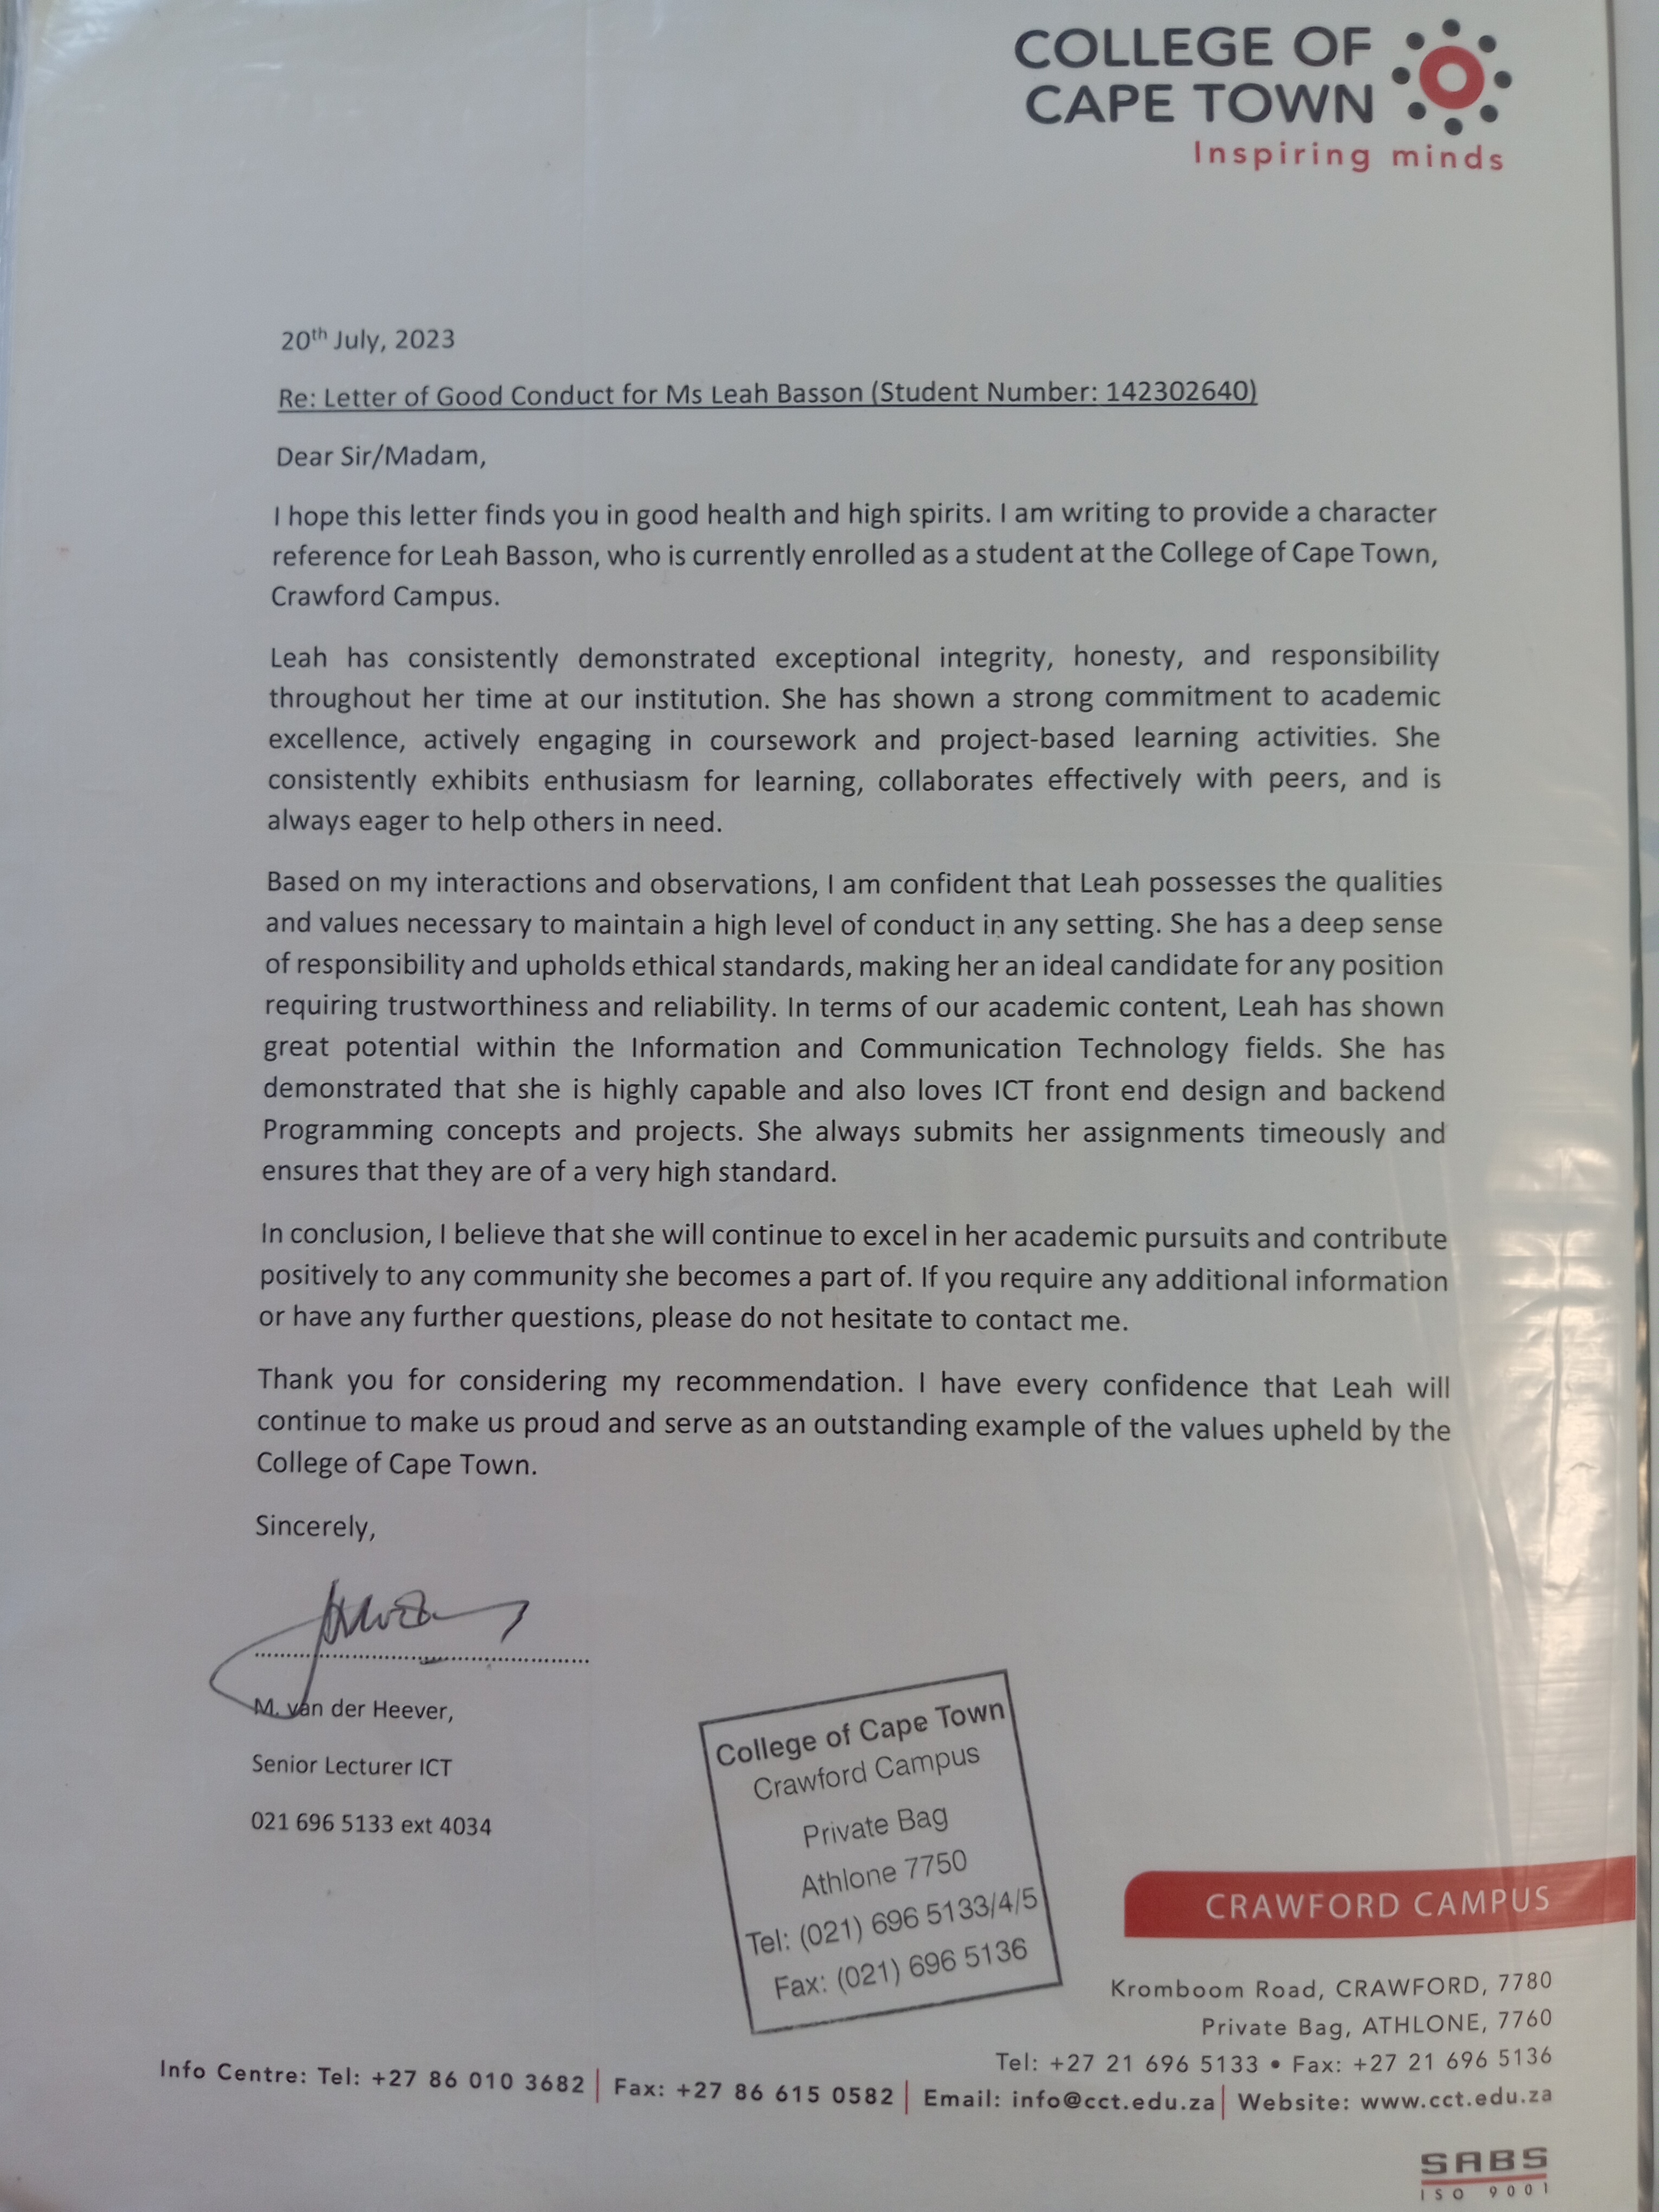 COLLEGE OF
CAPE TOWN
Inspiring minds
20th July, 2023
Re: Letter of Good Conduct for Ms Leah Basson (Student Number: 142302640)
Dear Sir/Madam,
I hope this letter finds you in good health and high spirits. I am writing to provide a character
reference for Leah Basson, who is currently enrolled as a student at the College of Cape Town,
Crawford Campus.
Leah has consistently demonstrated exceptional integrity, honesty, and responsibility
throughout her time at our institution. She has shown a strong commitment to academic
excellence, actively engaging in coursework and project-based learning activities. She
consistently exhibits enthusiasm for learning, collaborates effectively with peers, and is
always eager to help others in need.
Based on my interactions and observations, I am confident that Leah possesses the qualities
and values necessary to maintain a high level of conduct in any setting. She has a deep sense
of responsibility and upholds ethical standards, making her an ideal candidate for any position
requiring trustworthiness and reliability. In terms of our academic content, Leah has shown
great potential within the Information and Communication Technology fields. She has
demonstrated that she is highly capable and also loves ICT front end design and backend
Programming concepts and projects. She always submits her assignments timeously and
ensures that they are of a very high standard.
In conclusion, I believe that she will continue to excel in her academic pursuits and contribute
positively to any community she becomes a part of. If you require any additional information
or have any further questions, please do not hesitate to contact me.
Thank you for considering my recommendation. I have every confidence that Leah will
continue to make us proud and serve as an outstanding example of the values upheld by the
College of Cape Town.
Sincerely,
M. van der Heever,
Senior Lecturer ICT
021 696 5133 ext 4034
College of Cape Town
Crawford Campus
Private Bag
Athlone 7750
Tel: (021) 696 5133/4/5
Fax: (021) 696 5136
CRAWFORD CAMPUS
Kromboom Road, CRAWFORD, 7780
Private Bag, ATHLONE, 7760
Tel: +27 21 696 5133 • Fax: +27 21 696 5136
Info Centre: Tel: +27 86 010 3682 | Fax: +27 86 615 0582 | Email: info@cct.edu.za | Website: www.cct.edu.za
SABS
ISO 9001